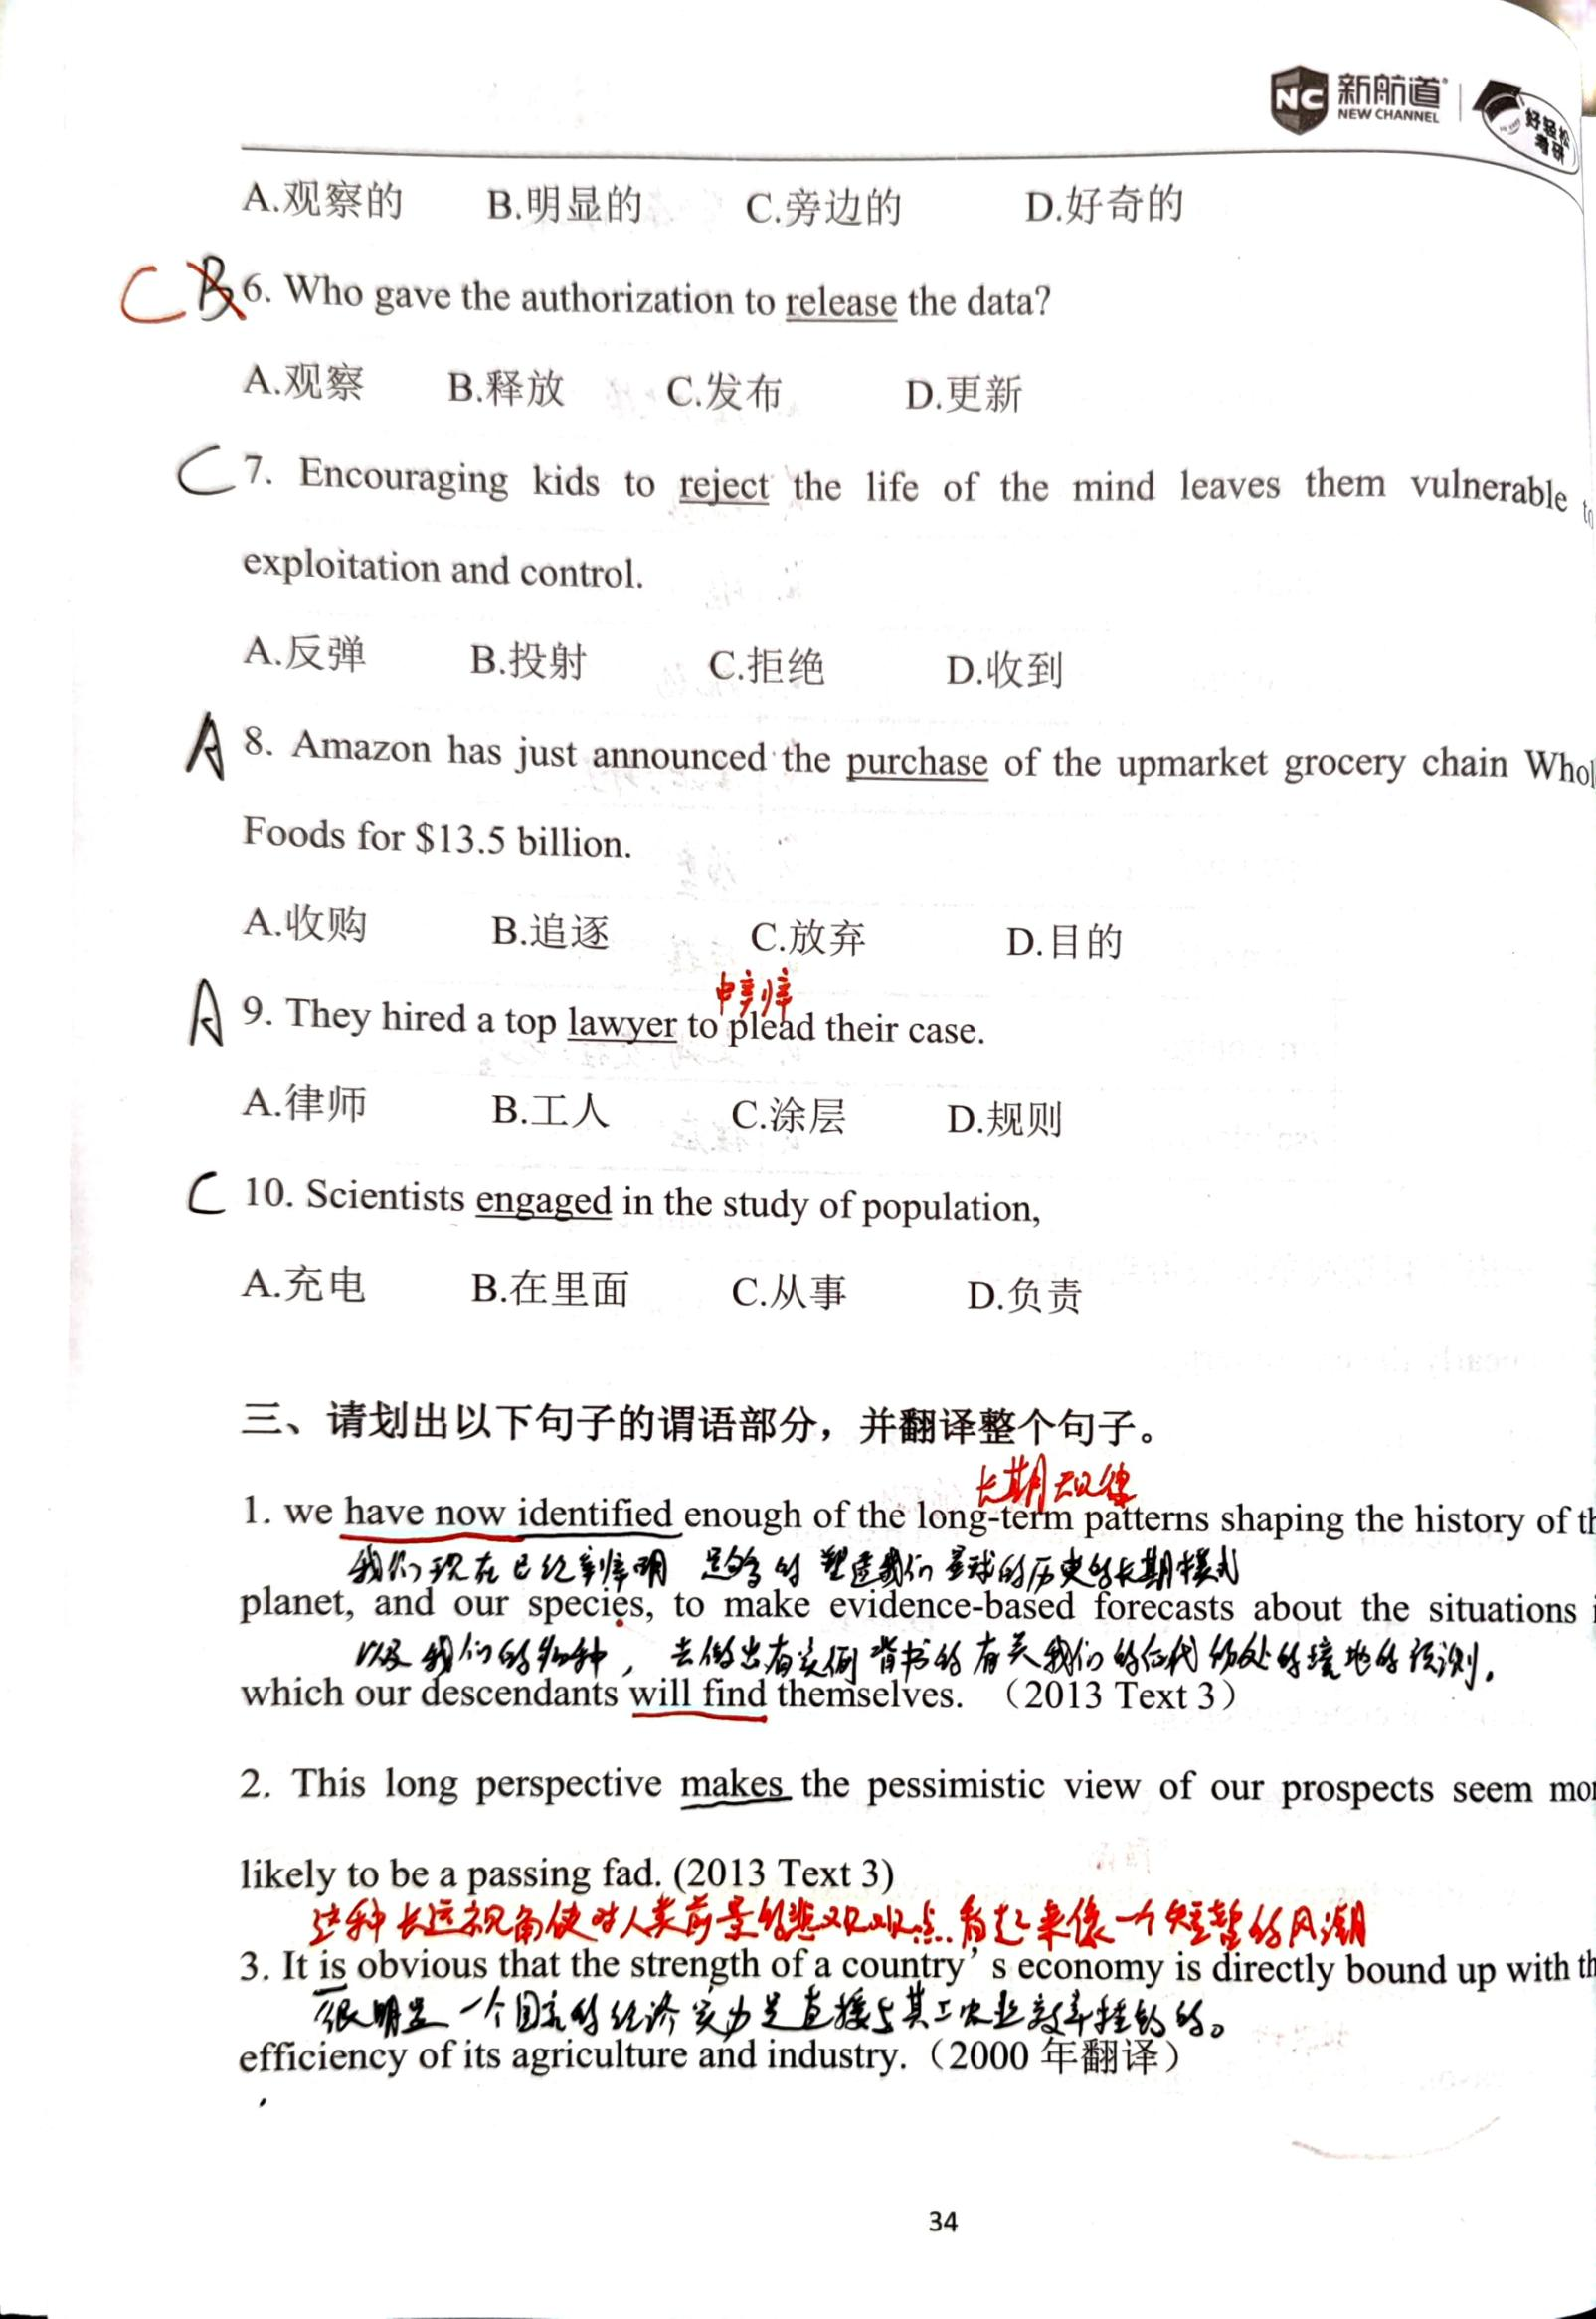 NC 新航道 NEW CHANNEL 好轻松考研
A.观察的 B.明显的 C.旁边的 D.好奇的
C B 6. Who gave the authorization to release the data?
A.观察 B.释放 C.发布 D.更新
C 7. Encouraging kids to reject the life of the mind leaves them vulnerable to
exploitation and control.
A.反弹 B.投射 C.拒绝 D.收到
A 8. Amazon has just announced the purchase of the upmarket grocery chain Whol
Foods for $13.5 billion.
A.收购 B.追逐 C.放弃 D.目的
申辩
A 9. They hired a top lawyer to plead their case.
A.律师 B.工人 C.涂层 D.规则
C 10. Scientists engaged in the study of population,
A.充电 B.在里面 C.从事 D.负责
三、请划出以下句子的谓语部分，并翻译整个句子。
长期规律
1. we have now identified enough of the long-term patterns shaping the history of th
我们现在已经辨明 足够的 塑造我们星球的历史的长期模式
planet, and our species, to make evidence-based forecasts about the situations i
以及我们的物种，去做出有实例背书的有关我们的后代所处的境地的预测。
which our descendants will find themselves. （2013 Text 3）
2. This long perspective makes the pessimistic view of our prospects seem mor
likely to be a passing fad. (2013 Text 3)
这种长远视角使对人类前景的悲观观点..看起来像一个短暂的风潮
3. It is obvious that the strength of a country’s economy is directly bound up with th
很明显 一个国家的经济实力是直接与其工农业效率挂钩的。
efficiency of its agriculture and industry.（2000 年翻译）
34